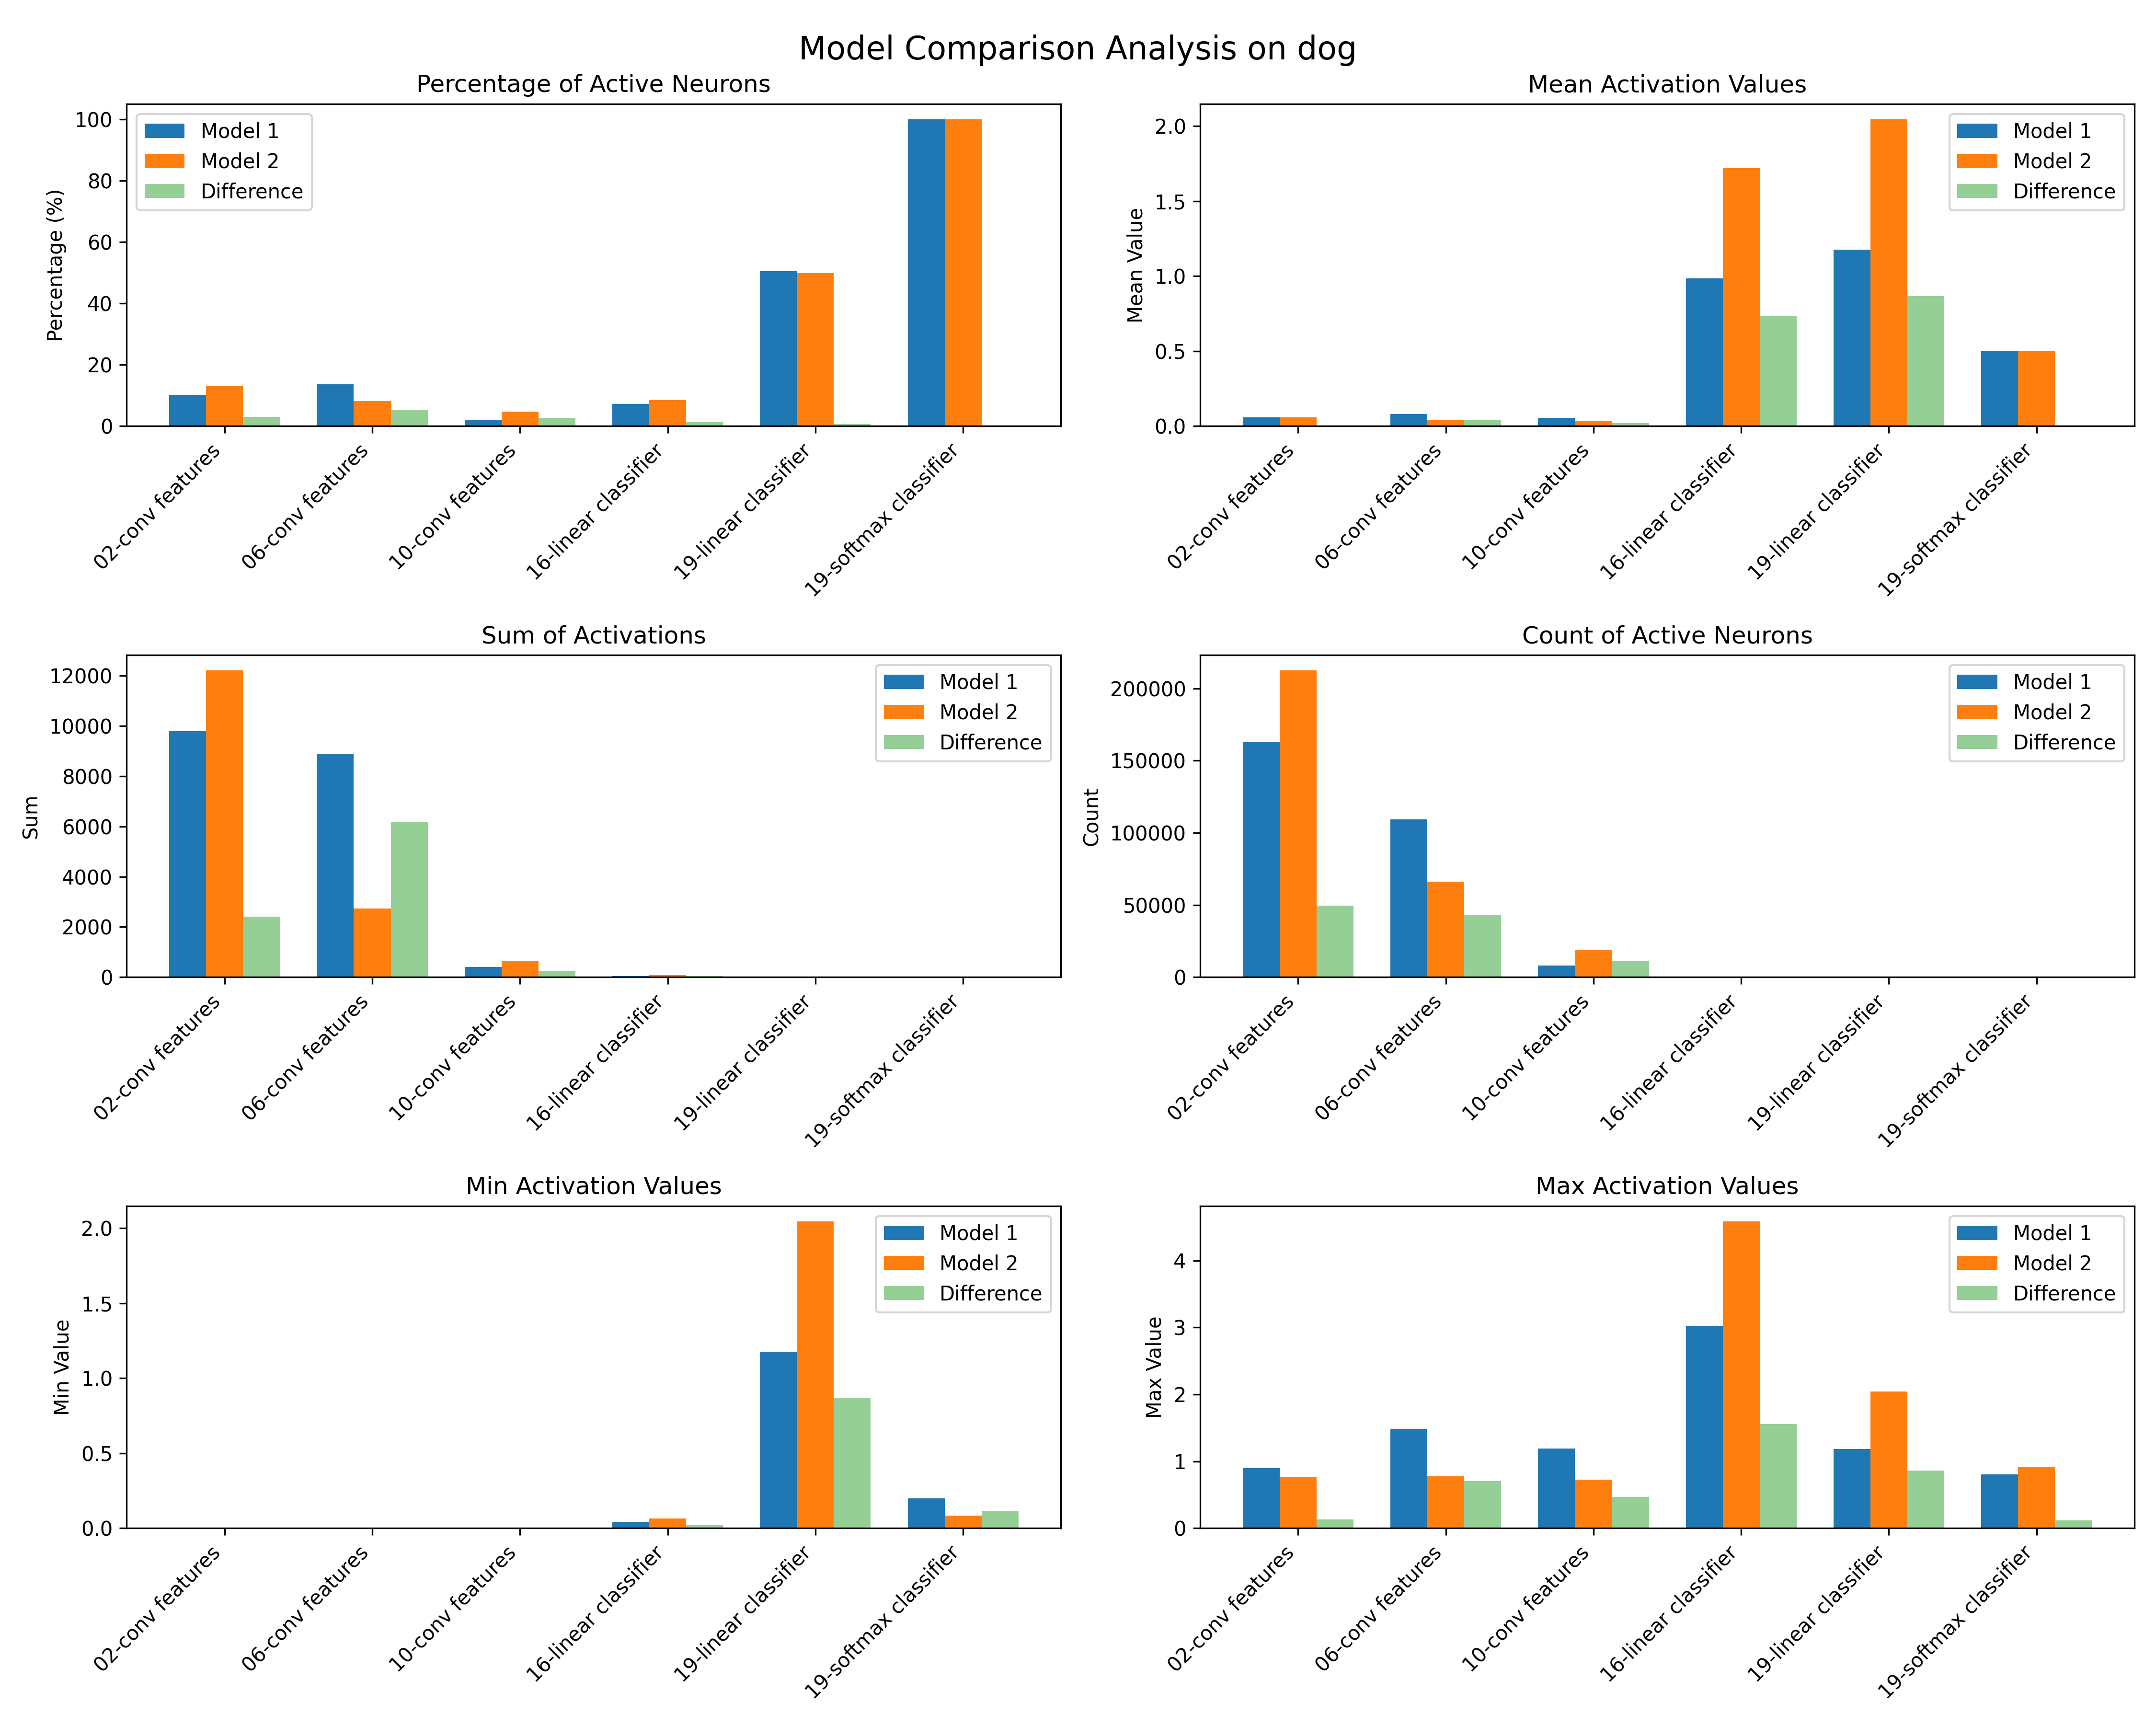 Model Comparison Analysis on dog
Percentage of Active Neurons
Percentage (%)
100
80
60
40
20
0
Model 1
Model 2
Difference
02-conv features
06-conv features
10-conv features
16-linear classifier
19-linear classifier
19-softmax classifier
Mean Activation Values
Mean Value
2.0
1.5
1.0
0.5
0.0
Model 1
Model 2
Difference
02-conv features
06-conv features
10-conv features
16-linear classifier
19-linear classifier
19-softmax classifier
Sum of Activations
Sum
12000
10000
8000
6000
4000
2000
0
Model 1
Model 2
Difference
02-conv features
06-conv features
10-conv features
16-linear classifier
19-linear classifier
19-softmax classifier
Count of Active Neurons
Count
200000
150000
100000
50000
0
Model 1
Model 2
Difference
02-conv features
06-conv features
10-conv features
16-linear classifier
19-linear classifier
19-softmax classifier
Min Activation Values
Min Value
2.0
1.5
1.0
0.5
0.0
Model 1
Model 2
Difference
02-conv features
06-conv features
10-conv features
16-linear classifier
19-linear classifier
19-softmax classifier
Max Activation Values
Max Value
4
3
2
1
0
Model 1
Model 2
Difference
02-conv features
06-conv features
10-conv features
16-linear classifier
19-linear classifier
19-softmax classifier